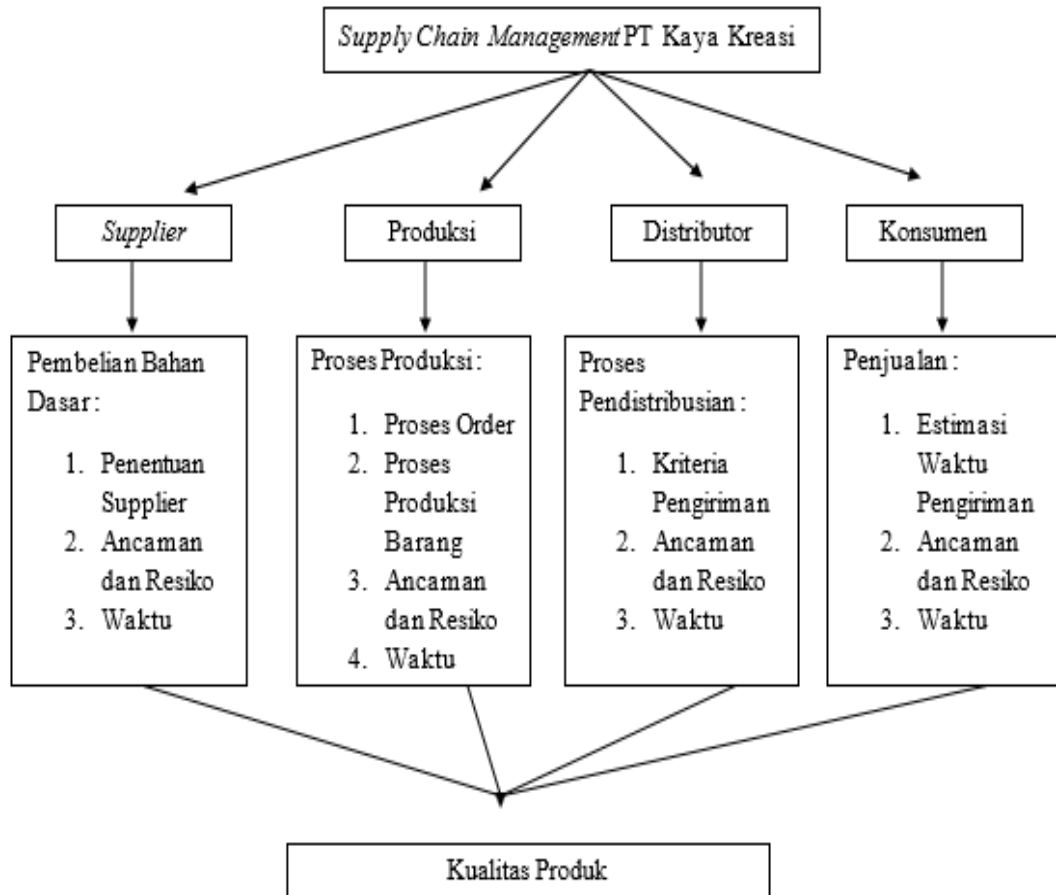 Supply Chain Management PT Kaya Kreasi
Supplier
Produksi
Distributor
Konsumen
Pembelian Bahan
Dasar :
1. Penentuan
Supplier
2. Ancaman
dan Resiko
3. Waktu
Proses Produksi :
1. Proses Order
2. Proses
Produksi
Barang
3. Ancaman
dan Resiko
4. Waktu
Proses
Pendistribusian :
1. Kriteria
Pengiriman
2. Ancaman
dan Resiko
3. Waktu
Penjualan :
1. Estimasi
Waktu
Pengiriman
2. Ancaman
dan Resiko
3. Waktu
Kualitas Produk